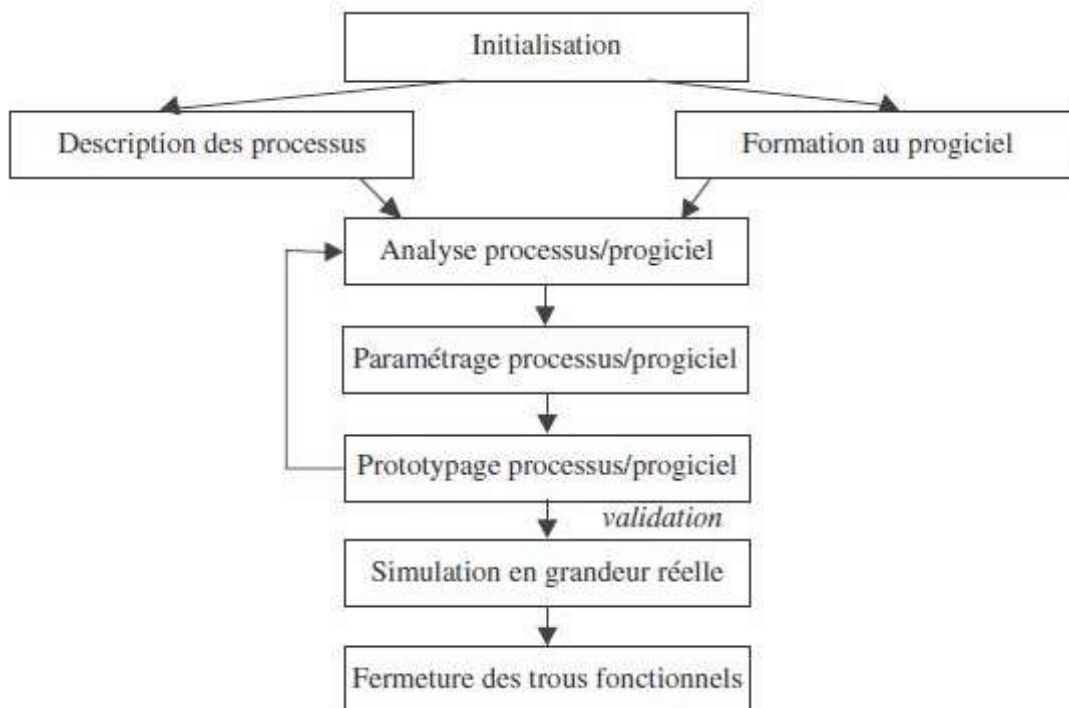 Initialisation
Description des processus
Formation au progiciel
Analyse processus/progiciel
Paramétrage processus/progiciel
Prototypage processus/progiciel
validation
Simulation en grandeur réelle
Fermeture des trous fonctionnels